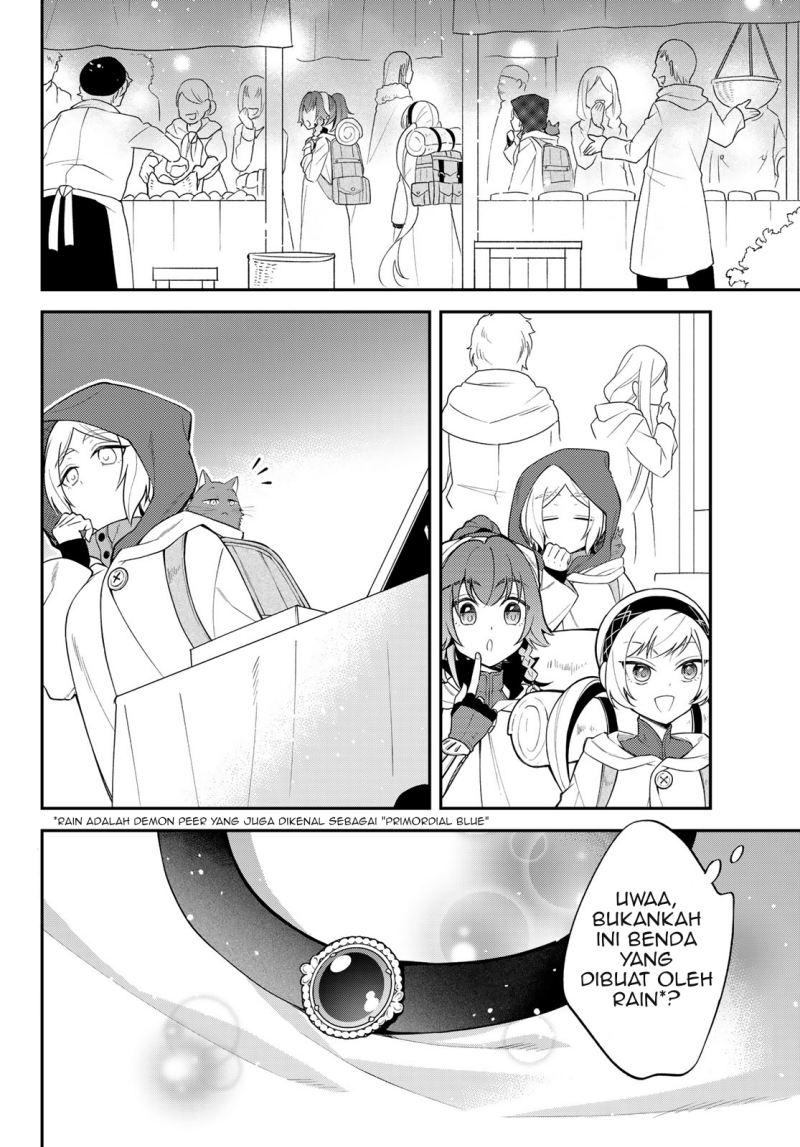 *RAIN ADALAH DEMON PEER YANG JUGA DIKENAL SEBAGAI "PRIMORDIAL BLUE"
UWAA,
BUKANKAH
INI BENDA
YANG
DIBUAT OLEH
RAIN*?